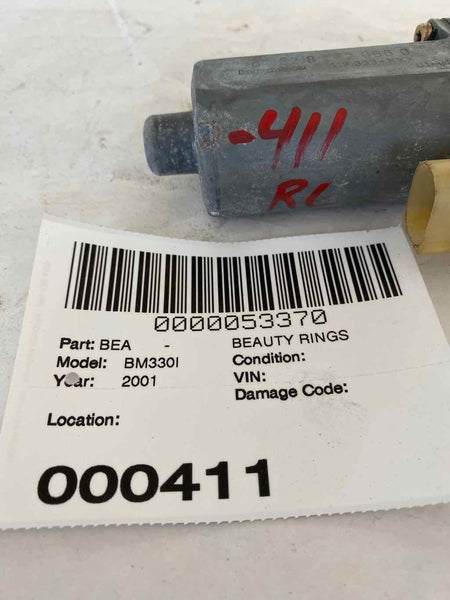 -411
RL
0000053370
Part: BEA - BEAUTY RINGS
Model: BM330I Condition:
Year: 2001 VIN:
Damage Code:
Location:
000411